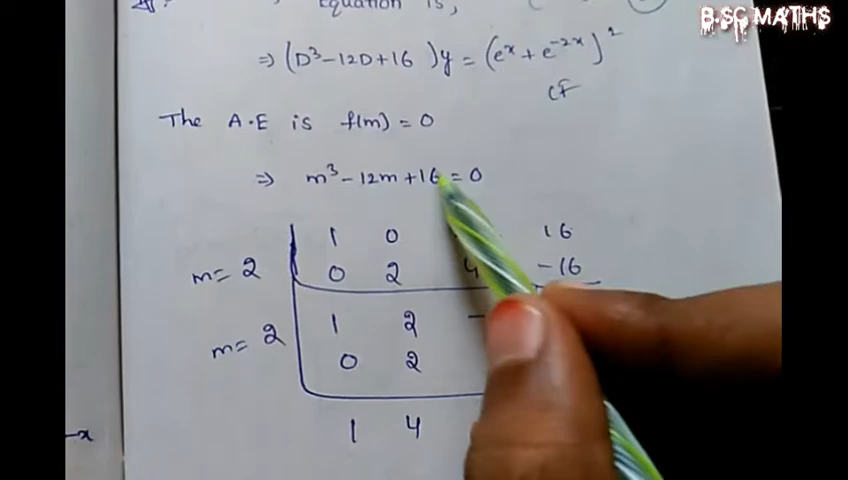 B.SC MATHS
Equation is,
⇒ (D³ - 12D + 16 )y = (eˣ + e⁻²ˣ)²
CF
The A.E is f(m) = 0
⇒ m³ - 12m + 16 = 0
1 0 16
m = 2 0 2 4 -16
m = 2 1 2 -
0 2
1 4
-x